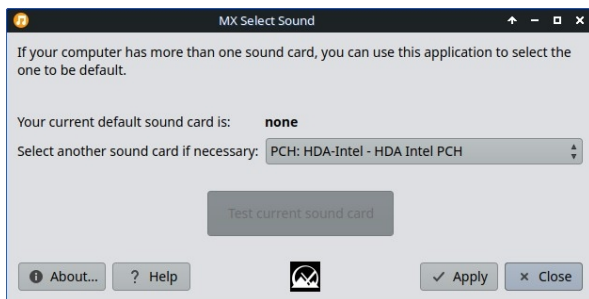 MX Select Sound
If your computer has more than one sound card, you can use this application to select the
one to be default.
Your current default sound card is: none
Select another sound card if necessary: PCH: HDA-Intel - HDA Intel PCH
Test current sound card
About... ? Help Apply × Close